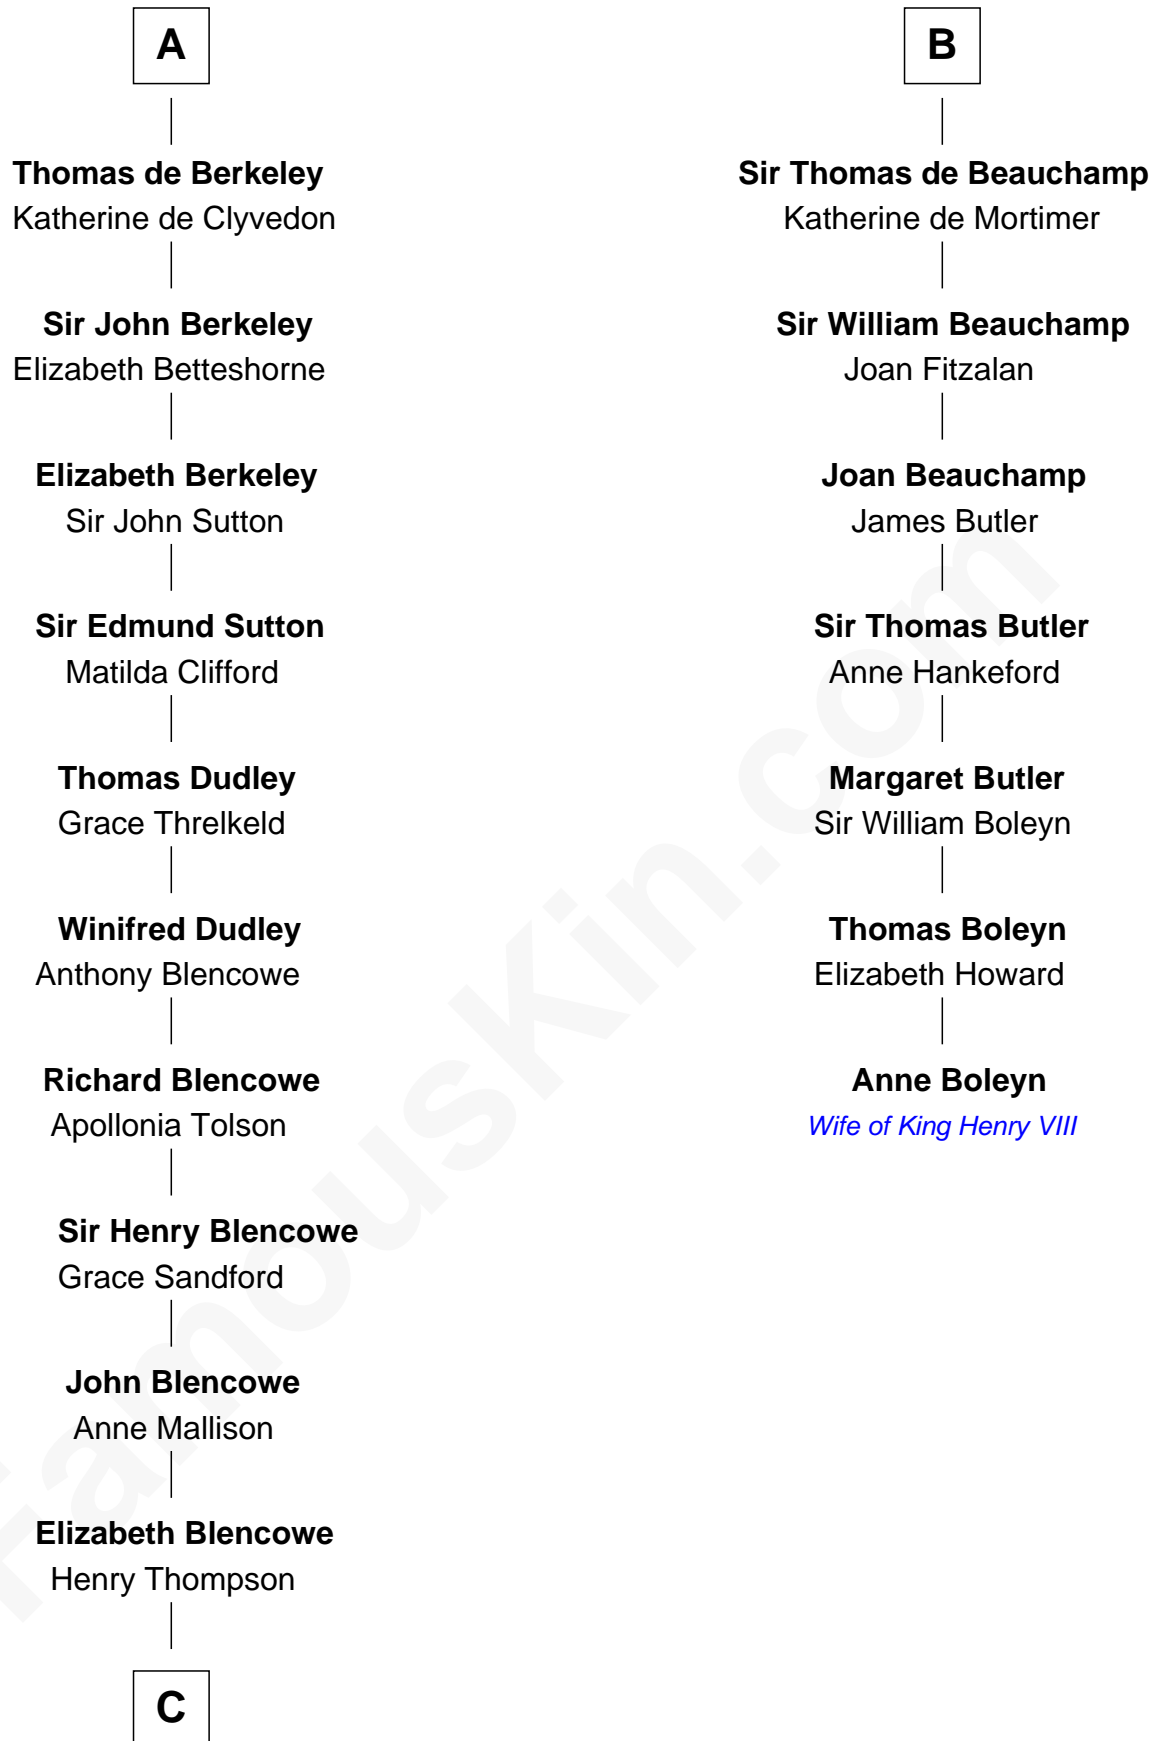 A
Thomas de Berkeley
Katherine de Clyvedon
Sir John Berkeley
Elizabeth Betteshorne
Elizabeth Berkeley
Sir John Sutton
Sir Edmund Sutton
Matilda Clifford
Thomas Dudley
Grace Threlkeld
Winifred Dudley
Anthony Blencowe
Richard Blencowe
Apollonia Tolson
Sir Henry Blencowe
Grace Sandford
John Blencowe
Anne Mallison
Elizabeth Blencowe
Henry Thompson
C
B
Sir Thomas de Beauchamp
Katherine de Mortimer
Sir William Beauchamp
Joan Fitzalan
Joan Beauchamp
James Butler
Sir Thomas Butler
Anne Hankeford
Margaret Butler
Sir William Boleyn
Thomas Boleyn
Elizabeth Howard
Anne Boleyn
Wife of King Henry VIII
FamousKin.com